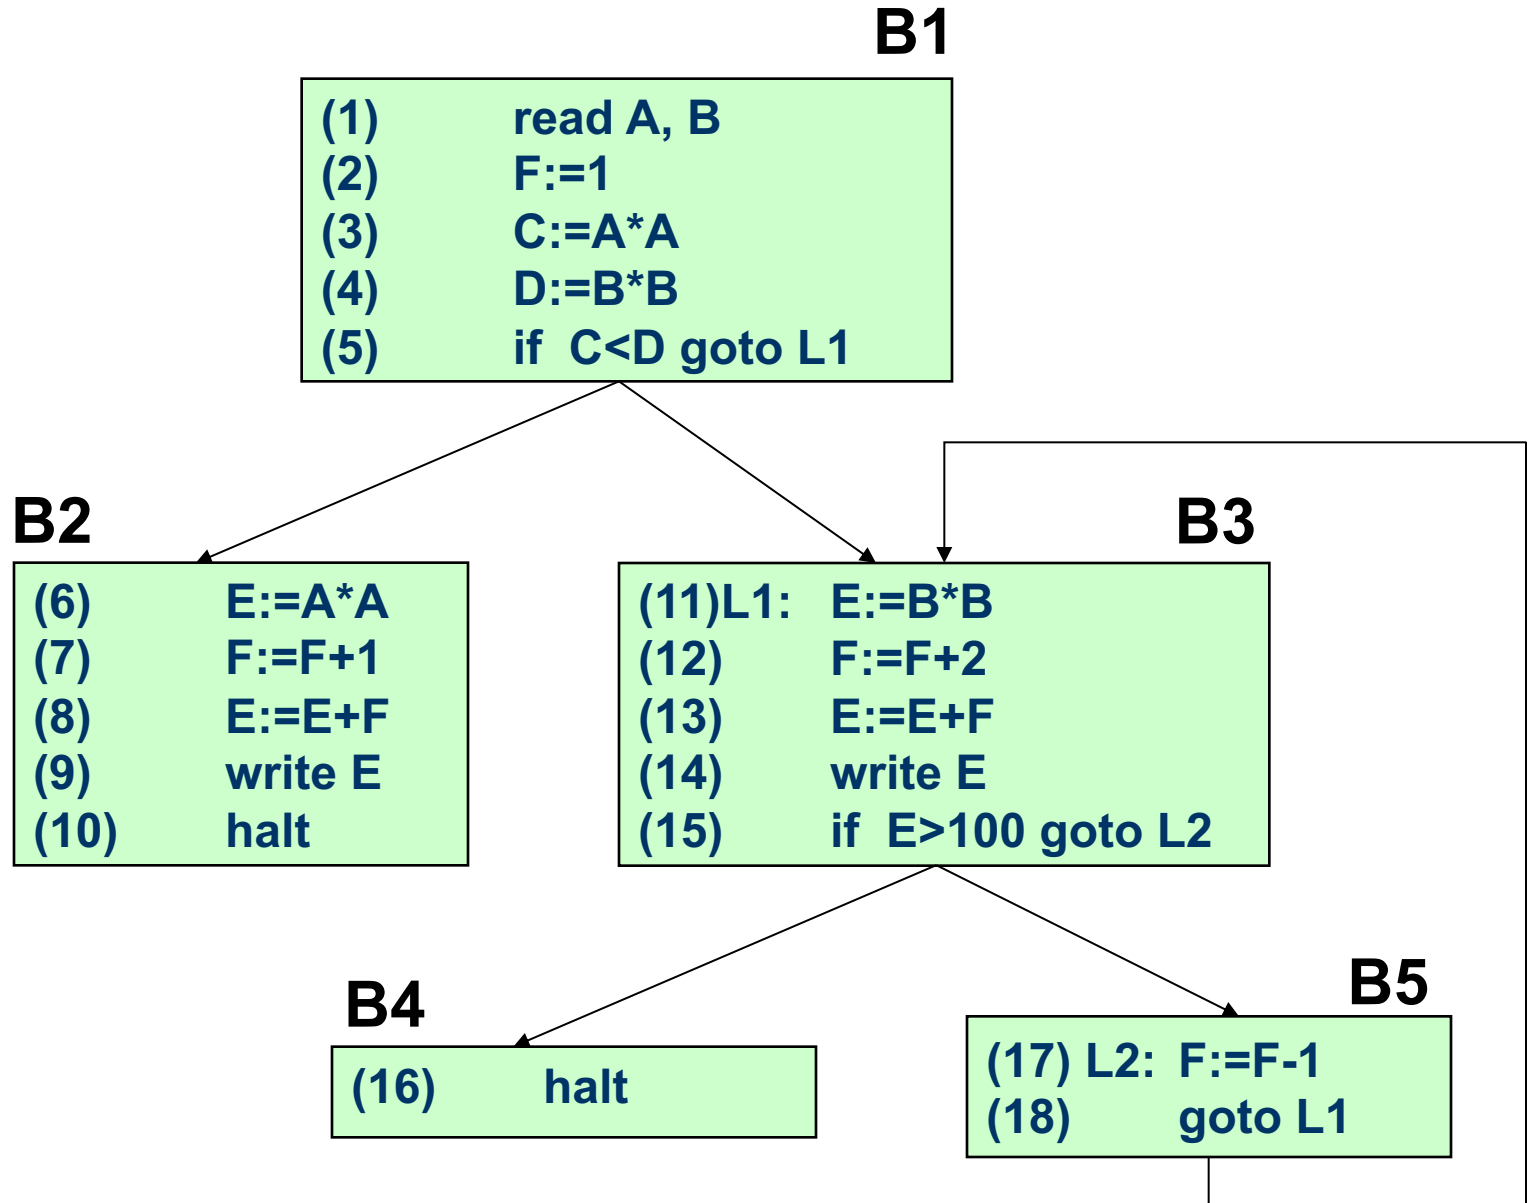 B1
(1) read A, B
(2) F:=1
(3) C:=A*A
(4) D:=B*B
(5) if C<D goto L1
B2
(6) E:=A*A
(7) F:=F+1
(8) E:=E+F
(9) write E
(10) halt
B3
(11)L1: E:=B*B
(12) F:=F+2
(13) E:=E+F
(14) write E
(15) if E>100 goto L2
B4
(16) halt
B5
(17) L2: F:=F-1
(18) goto L1